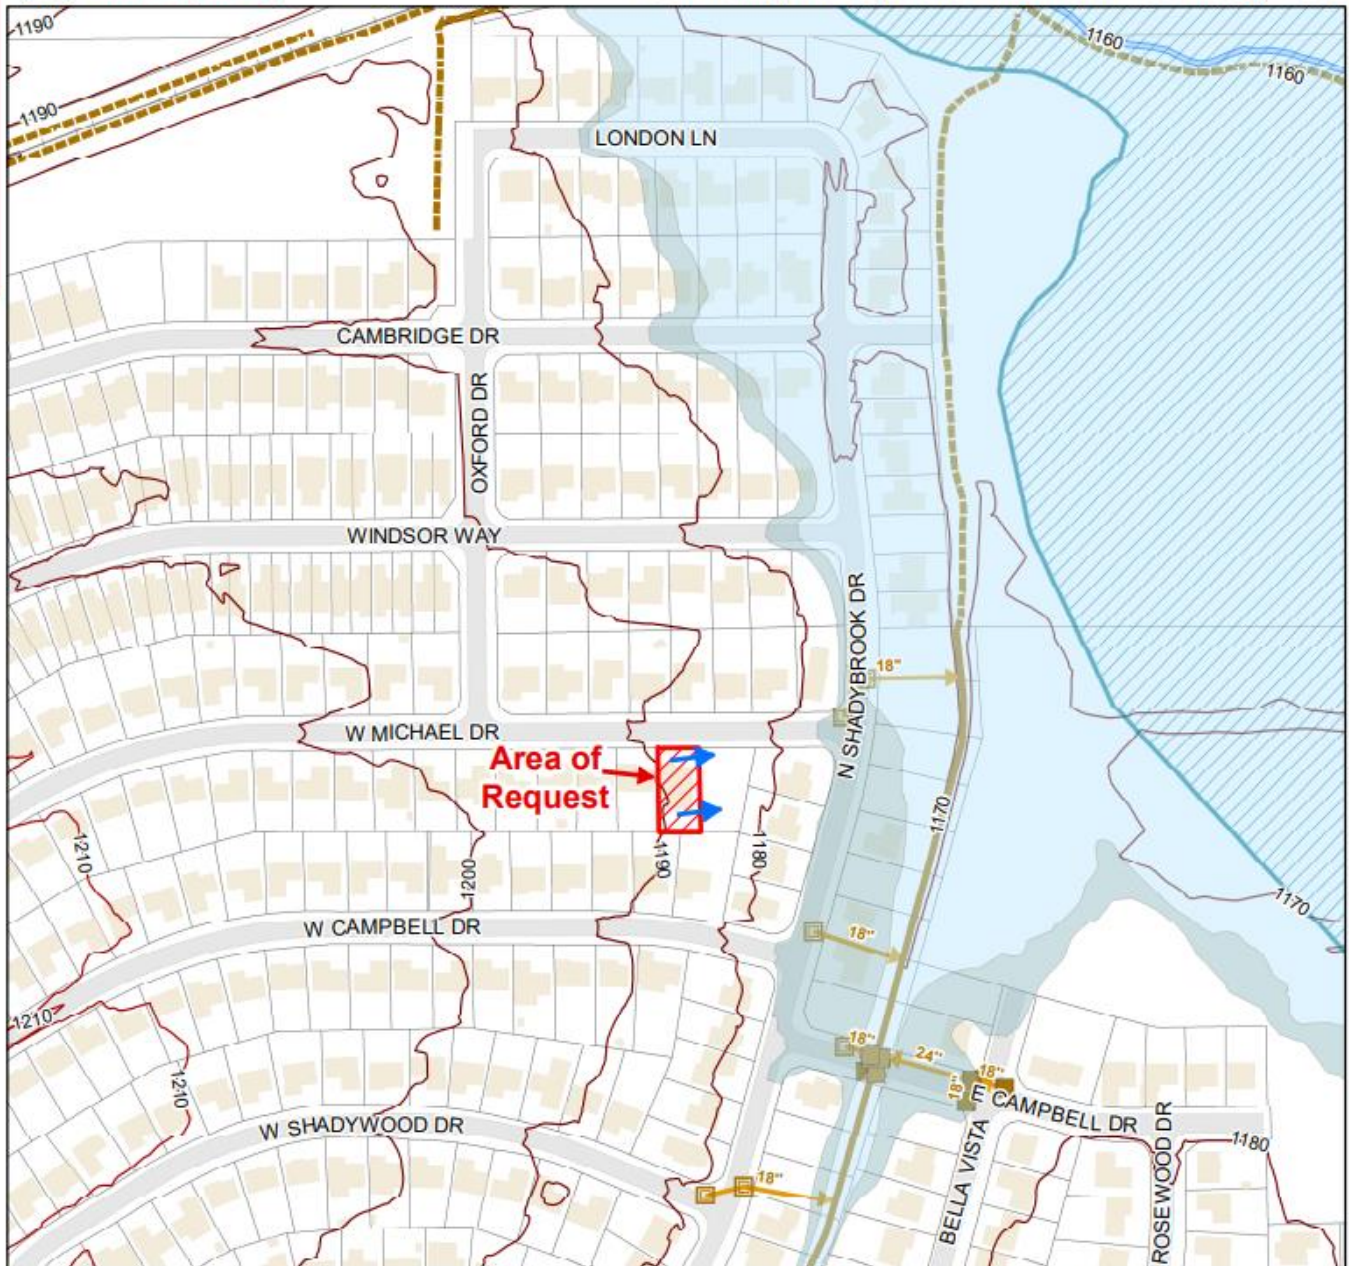 1190
1160
1160
1190
LONDON LN
CAMBRIDGE DR
OXFORD DR
WINDSOR WAY
N SHADYBROOK DR
18"
W MICHAEL DR
Area of
Request
1170
1210
1200
1190
1180
1170
W CAMPBELL DR
18"
1210
18"
24"
18"
18"
1210
E CAMPBELL DR
W SHADYWOOD DR
BELLA VISTA
ROSEWOOD DR
1180
18"